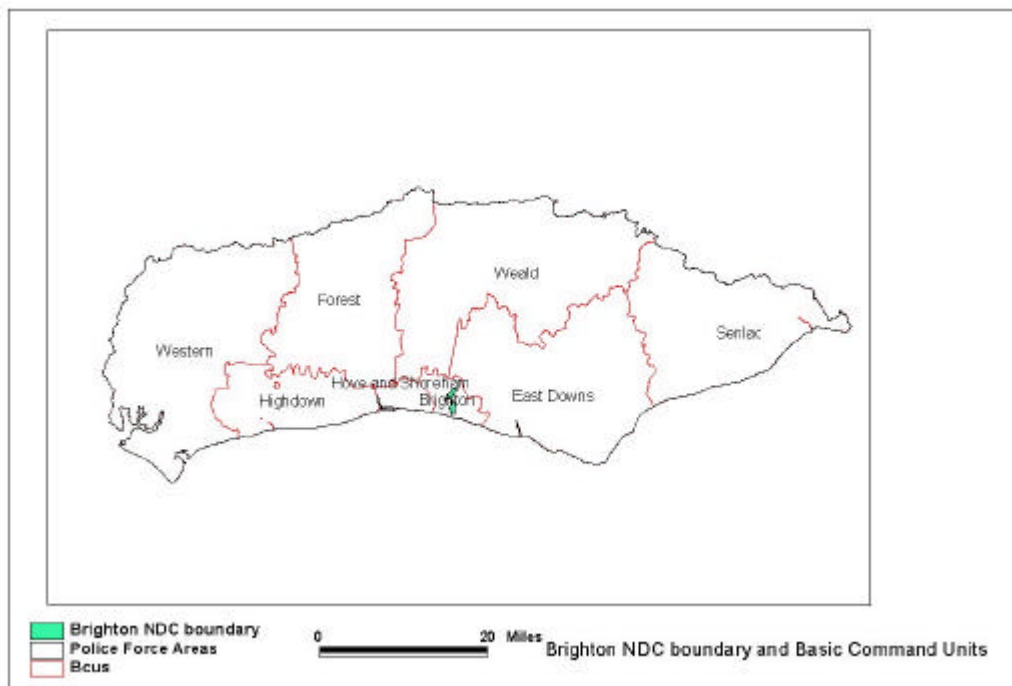 Weald
Forest
Senlac
Western
Hove and Shoreham
Highdown
Brighton
East Downs
Brighton NDC boundary
Police Force Areas
Bcus
0 20 Miles
Brighton NDC boundary and Basic Command Units